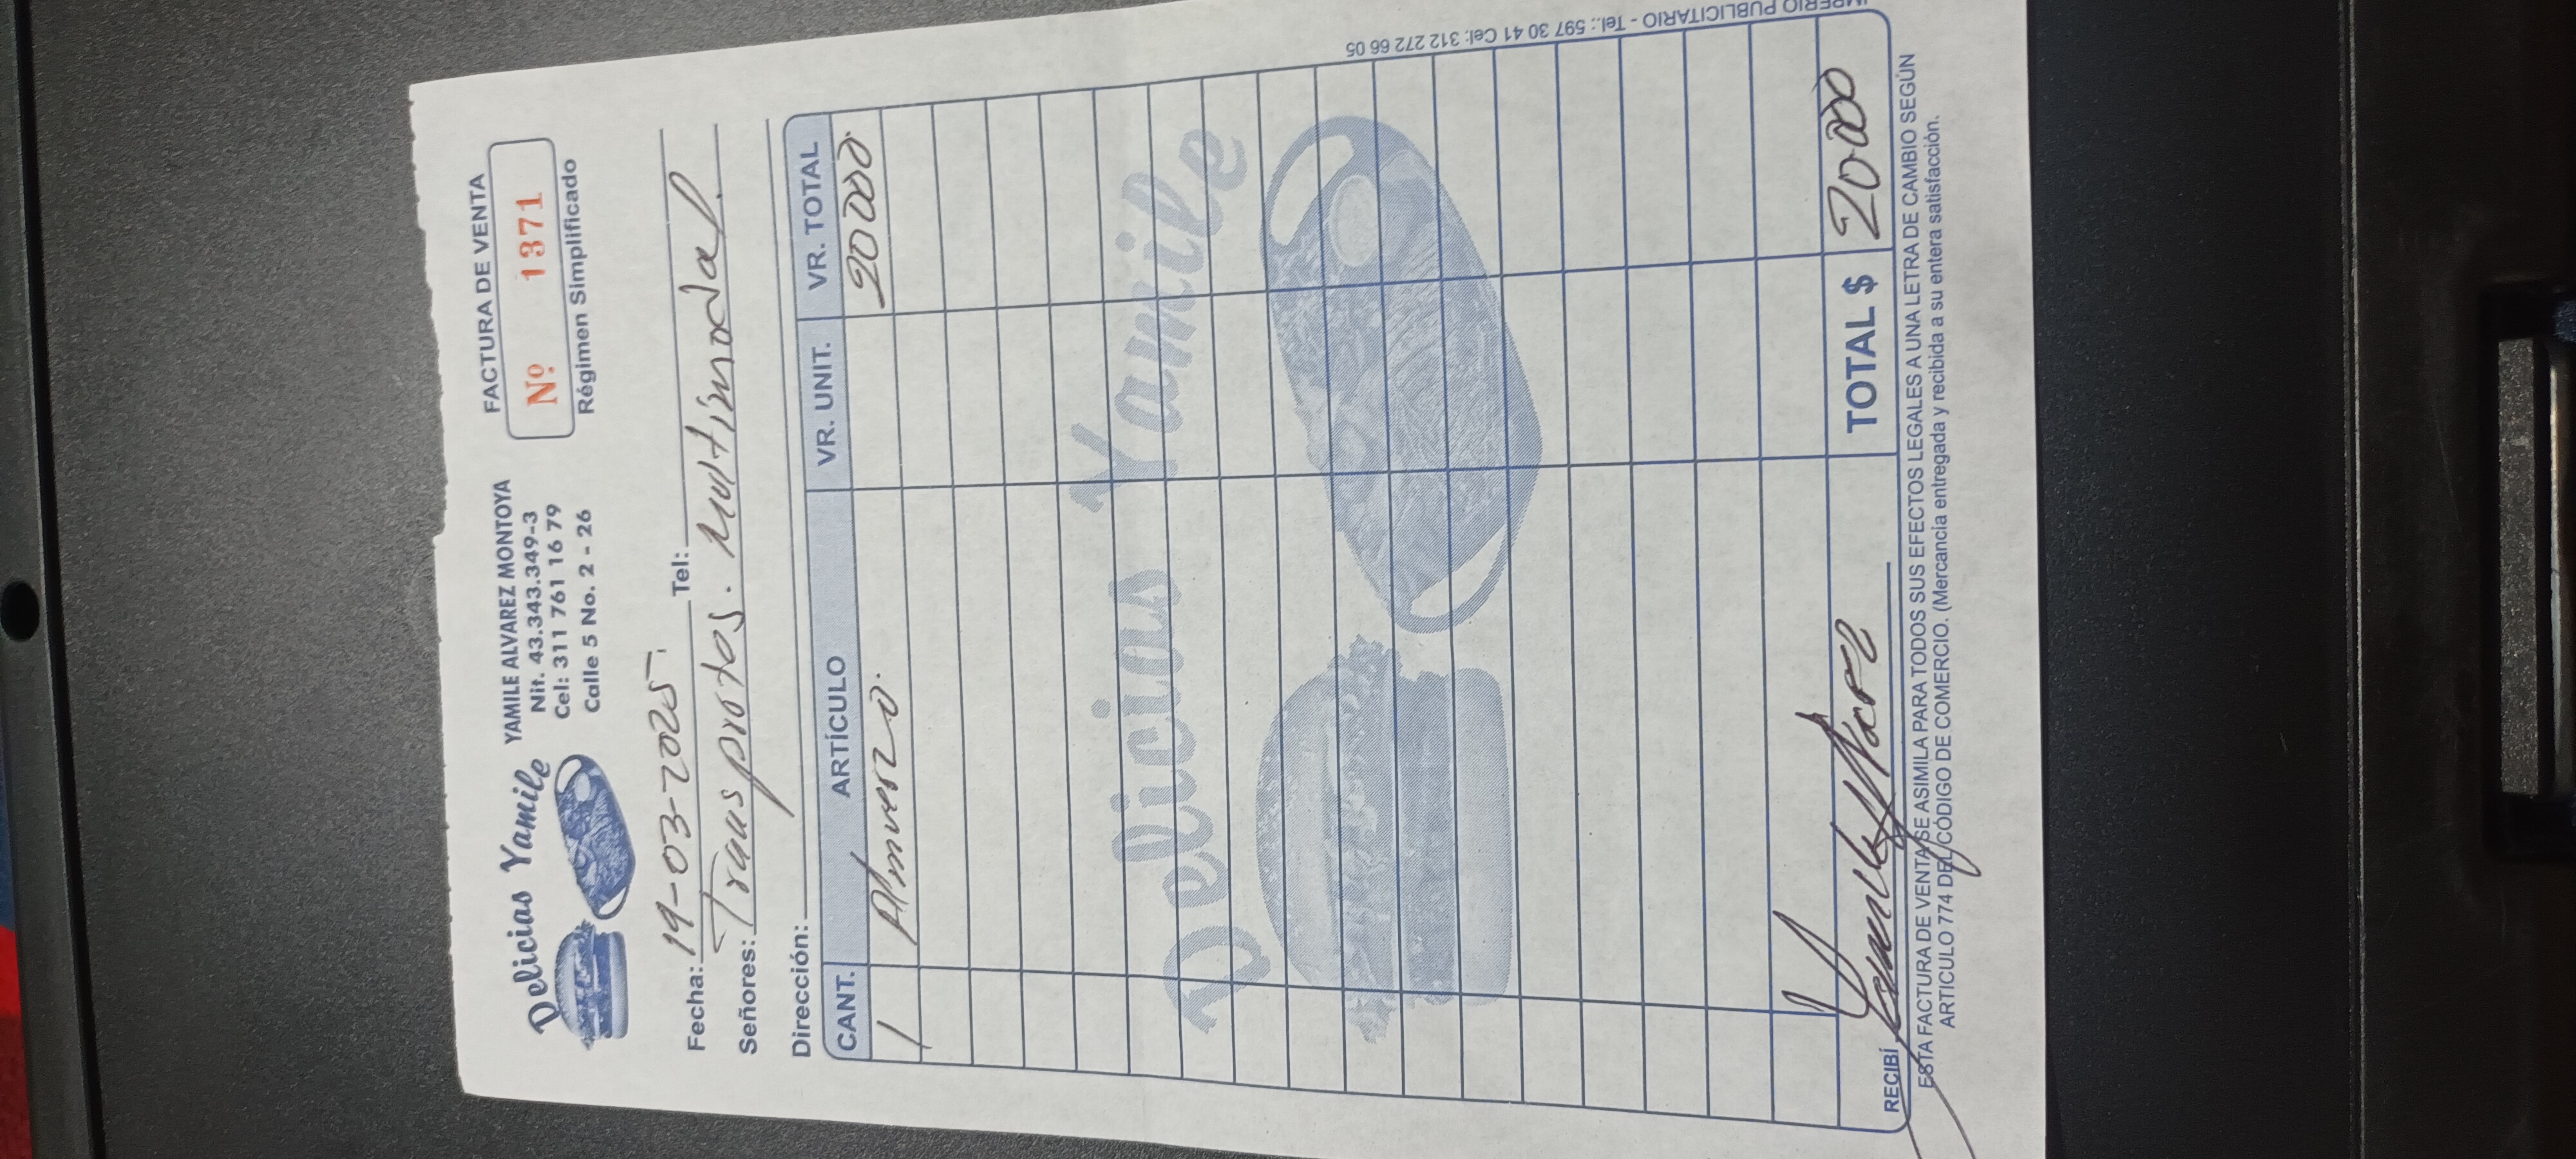 Delicias Yamile
YAMILE ALVAREZ MONTOYA
Nit. 43.343.349-3
Cel: 311 761 16 79
Calle 5 No. 2 - 26
FACTURA DE VENTA
Nº 1371
Régimen Simplificado
Fecha: 19-03-2025. Tel:
Señores: Transportes. Multimodal.
Dirección:
CANT. ARTÍCULO VR. UNIT. VR. TOTAL
1 Almuerzo. 20000.
Delicias Yamile
TOTAL $ 20000
RECIBÍ
ESTA FACTURA DE VENTA SE ASIMILA PARA TODOS SUS EFECTOS LEGALES A UNA LETRA DE CAMBIO SEGÚN
ARTICULO 774 DEL CÓDIGO DE COMERCIO. (Mercancia entregada y recibida a su entera satisfacción.
IMPERIO PUBLICITARIO - Tel.: 597 30 41 Cel: 312 272 66 05